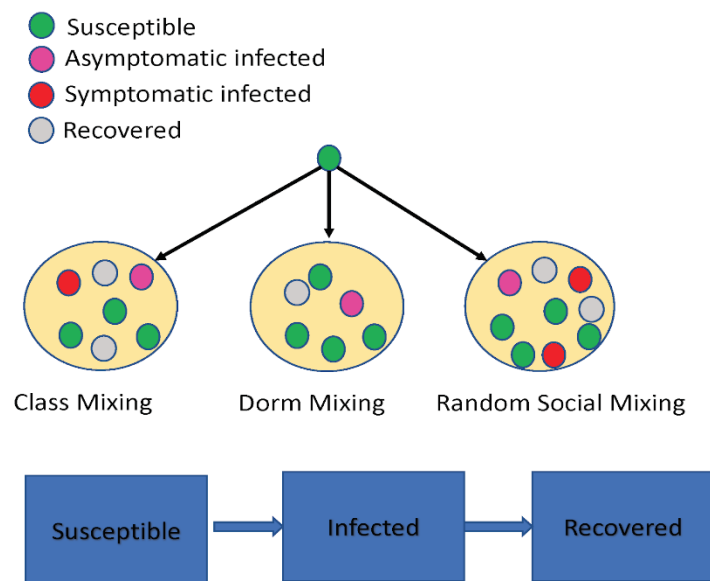 Susceptible
Asymptomatic infected
Symptomatic infected
Recovered
Class Mixing
Dorm Mixing
Random Social Mixing
Susceptible
Infected
Recovered